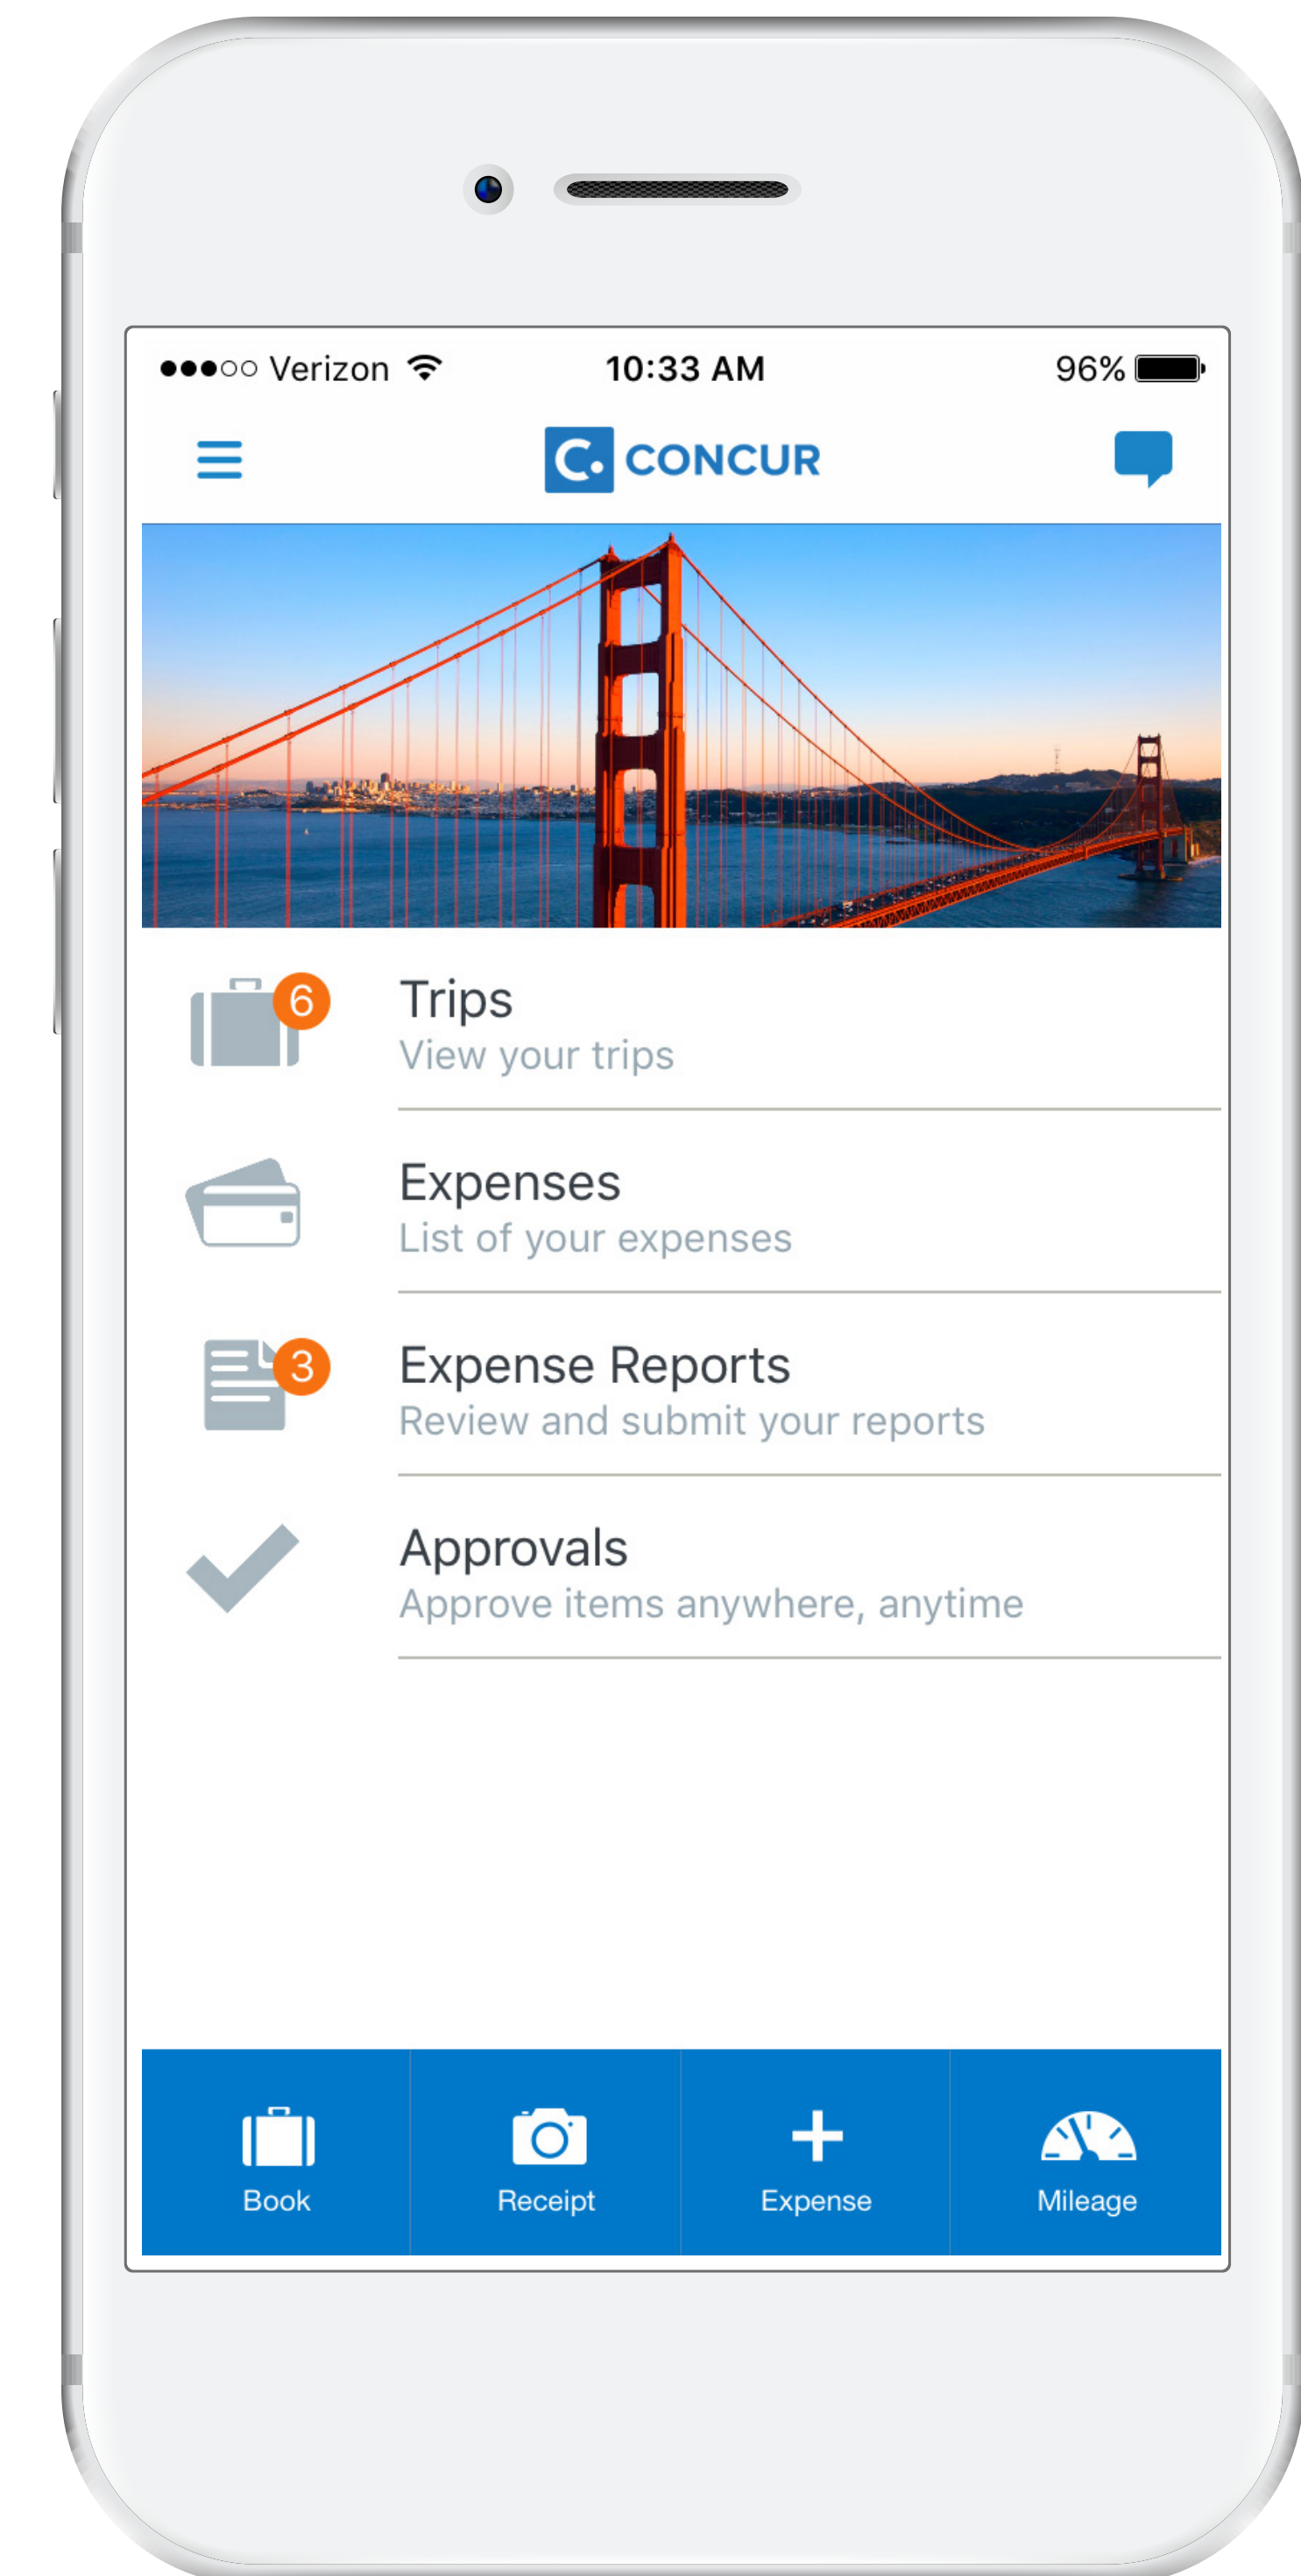 Verizon 10:33 AM 96%
C. CONCUR
6
Trips
View your trips
Expenses
List of your expenses
3
Expense Reports
Review and submit your reports
Approvals
Approve items anywhere, anytime
Book Receipt Expense Mileage